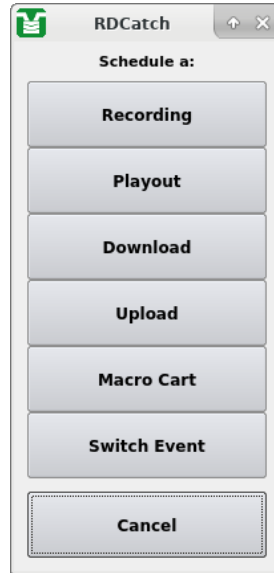 RDCatch
Schedule a:
Recording
Playout
Download
Upload
Macro Cart
Switch Event
Cancel